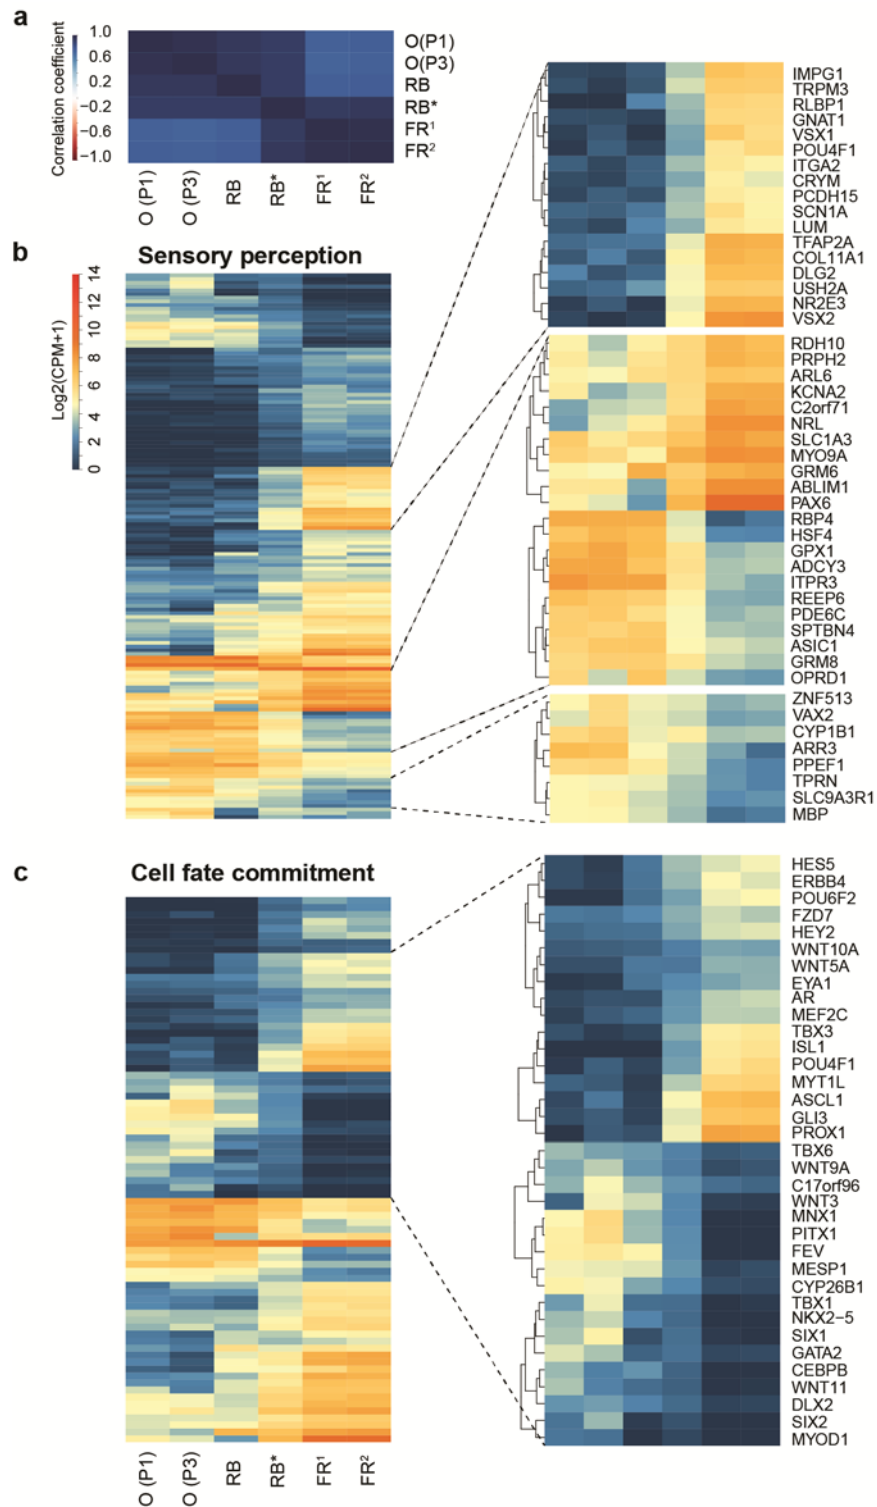 a
Correlation coefficient
1.0
0.6
0.2
−0.2
−0.6
−1.0
O(P1)
O(P3)
RB
RB*
FR¹
FR²
O (P1)
O (P3)
RB
RB*
FR¹
FR²
b
Sensory perception
Log2(CPM+1)
14
12
10
8
6
4
2
0
IMPG1
TRPM3
RLBP1
GNAT1
VSX1
POU4F1
ITGA2
CRYM
PCDH15
SCN1A
LUM
TFAP2A
COL11A1
DLG2
USH2A
NR2E3
VSX2
RDH10
PRPH2
ARL6
KCNA2
C2orf71
NRL
SLC1A3
MYO9A
GRM6
ABLIM1
PAX6
RBP4
HSF4
GPX1
ADCY3
ITPR3
REEP6
PDE6C
SPTBN4
ASIC1
GRM8
OPRD1
ZNF513
VAX2
CYP1B1
ARR3
PPEF1
TPRN
SLC9A3R1
MBP
c
Cell fate commitment
HES5
ERBB4
POU6F2
FZD7
HEY2
WNT10A
WNT5A
EYA1
AR
MEF2C
TBX3
ISL1
POU4F1
MYT1L
ASCL1
GLI3
PROX1
TBX6
WNT9A
C17orf96
WNT3
MNX1
PITX1
FEV
MESP1
CYP26B1
TBX1
NKX2−5
SIX1
GATA2
CEBPB
WNT11
DLX2
SIX2
MYOD1
O (P1)
O (P3)
RB
RB*
FR¹
FR²